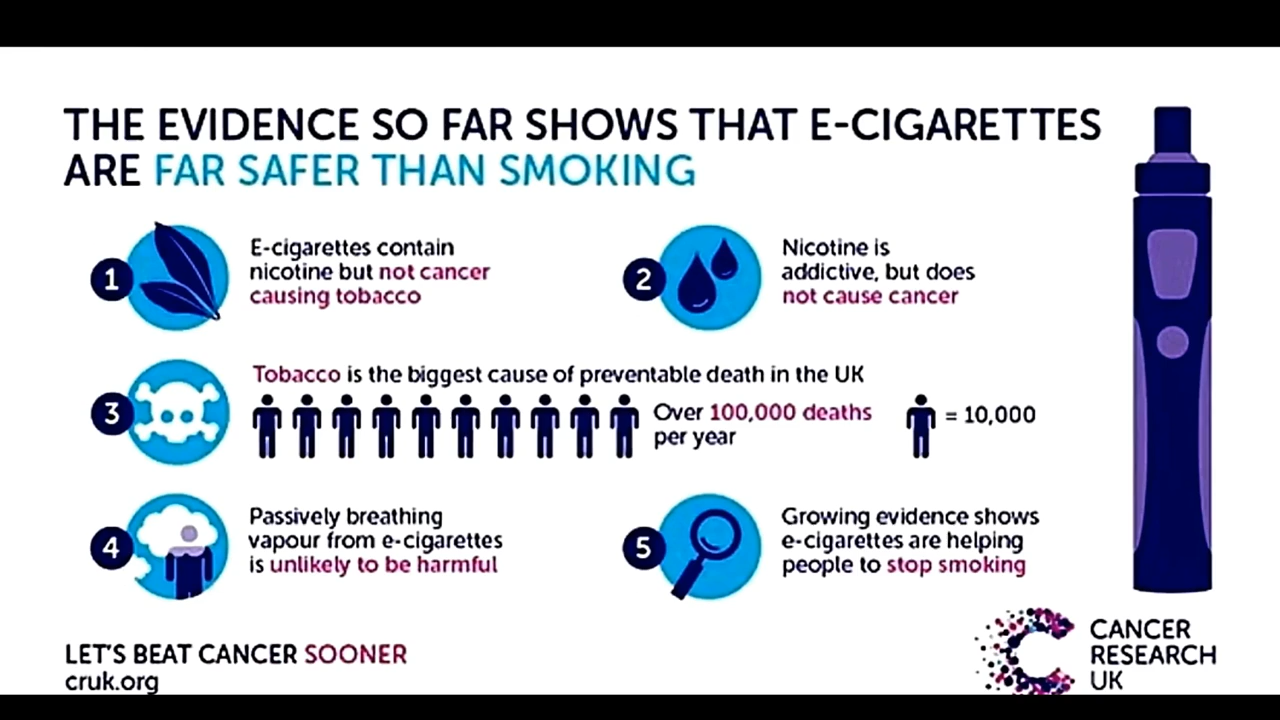 THE EVIDENCE SO FAR SHOWS THAT E-CIGARETTES
ARE FAR SAFER THAN SMOKING
1
E-cigarettes contain
nicotine but not cancer
causing tobacco
2
Nicotine is
addictive, but does
not cause cancer
3
Tobacco is the biggest cause of preventable death in the UK
Over 100,000 deaths
per year
= 10,000
4
Passively breathing
vapour from e-cigarettes
is unlikely to be harmful
5
Growing evidence shows
e-cigarettes are helping
people to stop smoking
LET'S BEAT CANCER SOONER
cruk.org
CANCER
RESEARCH
UK